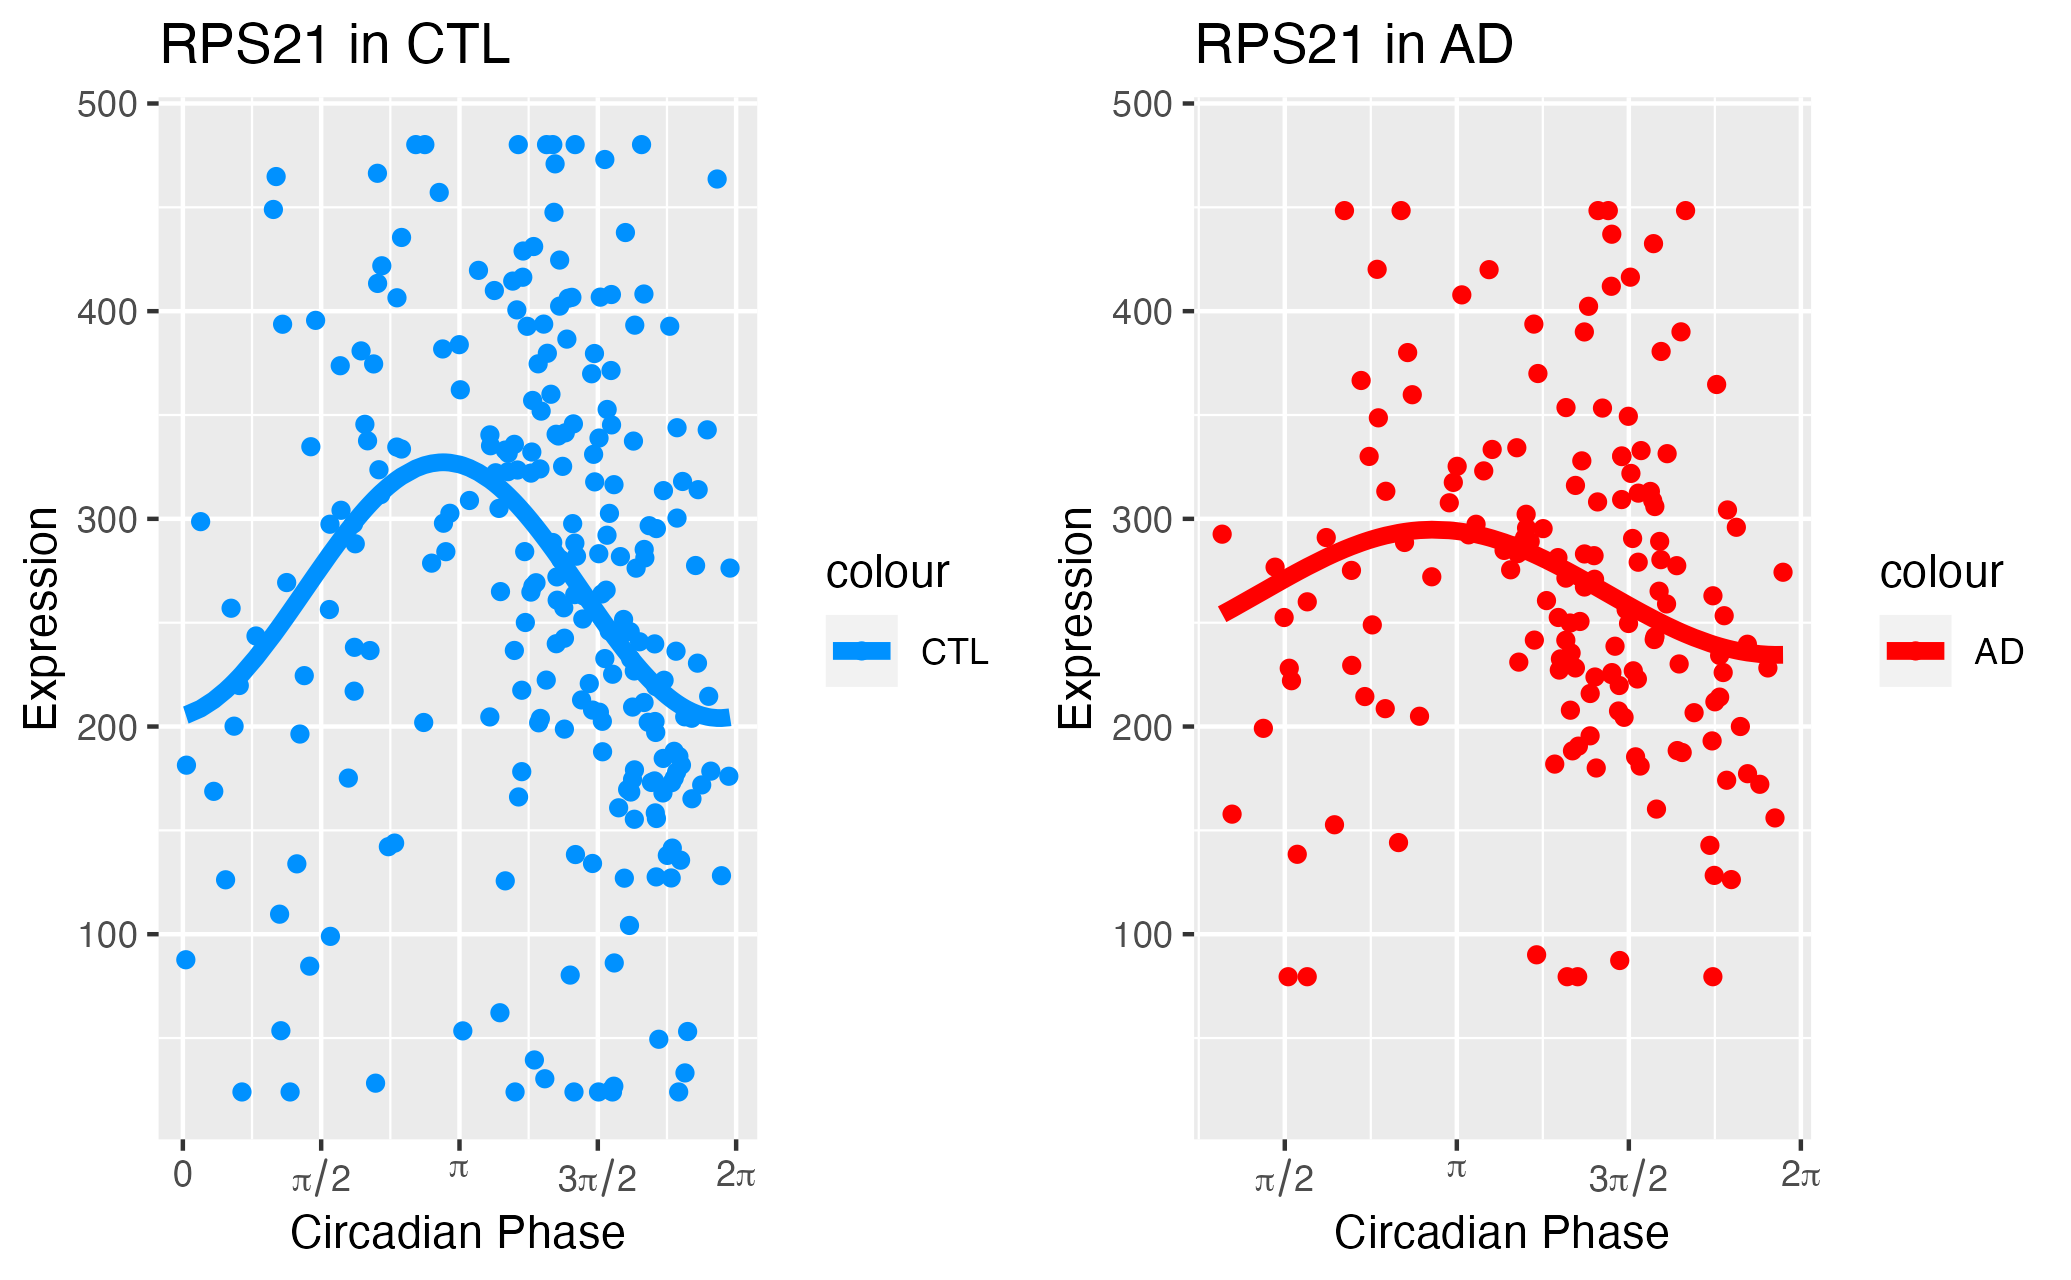 RPS21 in CTL
500
400
300
200
100
Expression
0
π/2
π
3π/2
2π
Circadian Phase
colour
CTL
RPS21 in AD
500
400
300
200
100
Expression
π/2
π
3π/2
2π
Circadian Phase
colour
AD